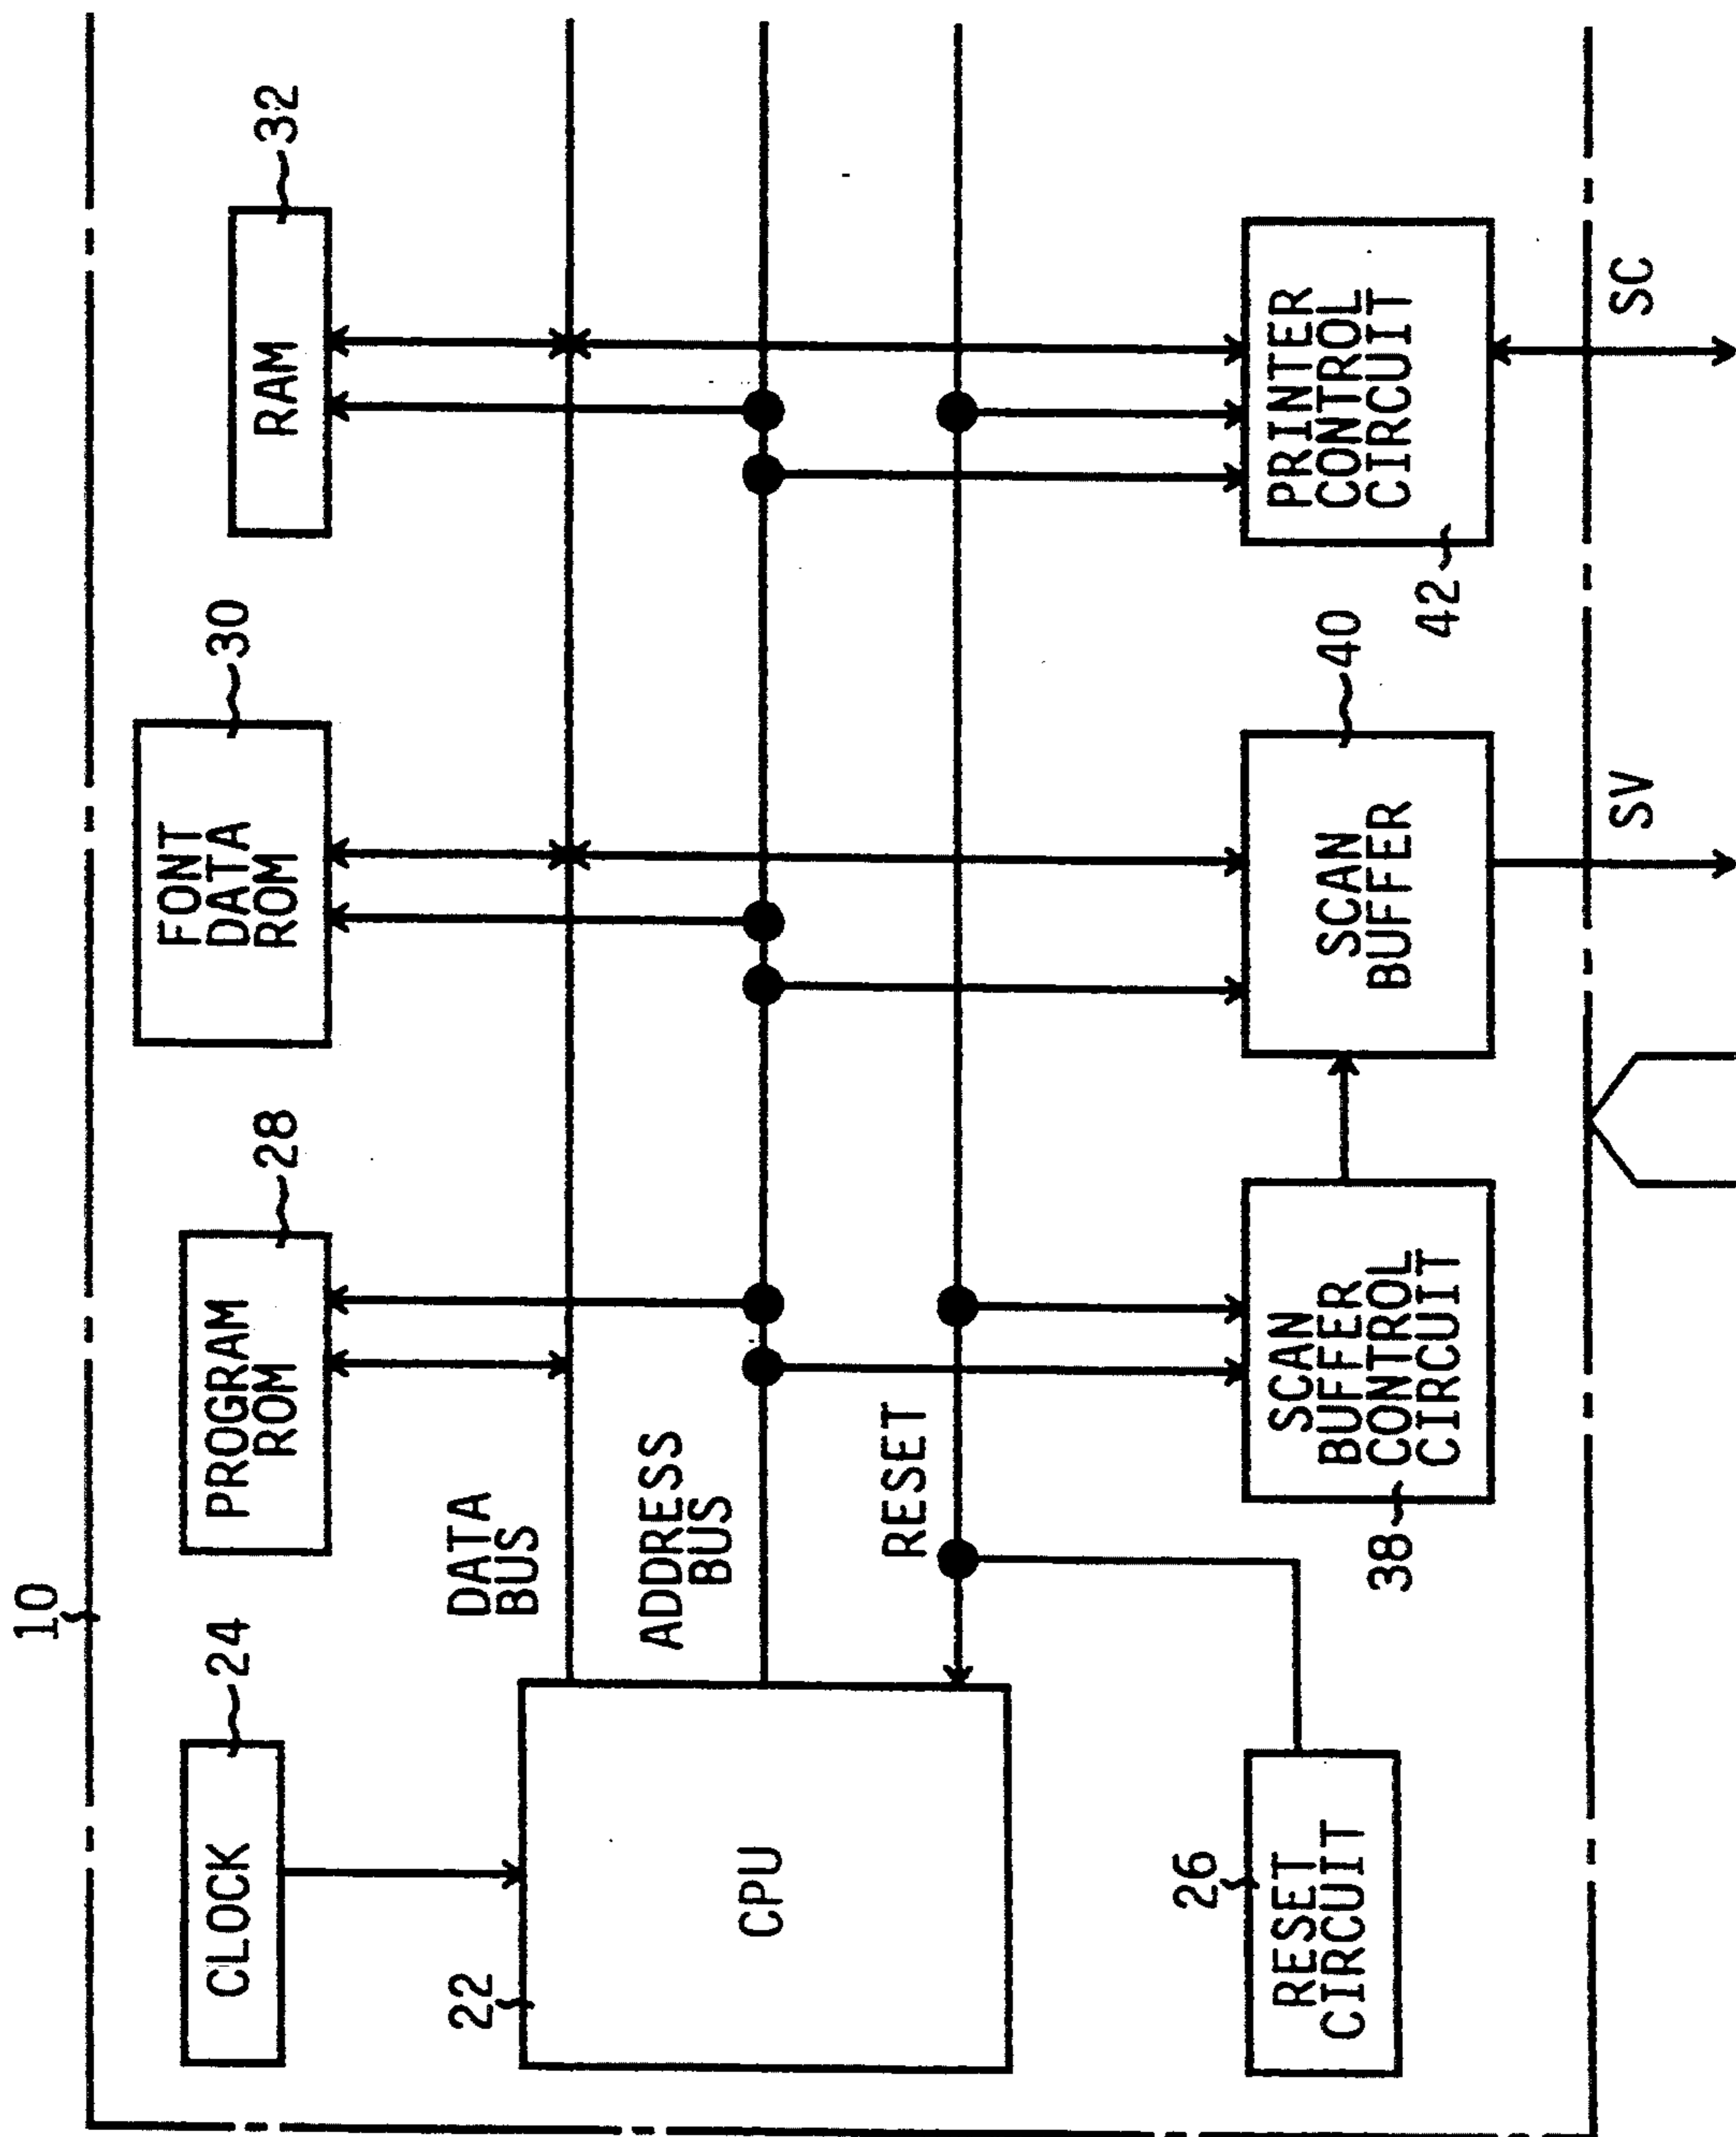 10
CLOCK
24
PROGRAM
ROM
28
FONT
DATA
ROM
30
RAM
32
22
CPU
DATA
BUS
ADDRESS
BUS
RESET
26
RESET
CIRCUIT
38
SCAN
BUFFER
CONTROL
CIRCUIT
SCAN
BUFFER
40
42
PRINTER
CONTROL
CIRCUIT
SV
SC